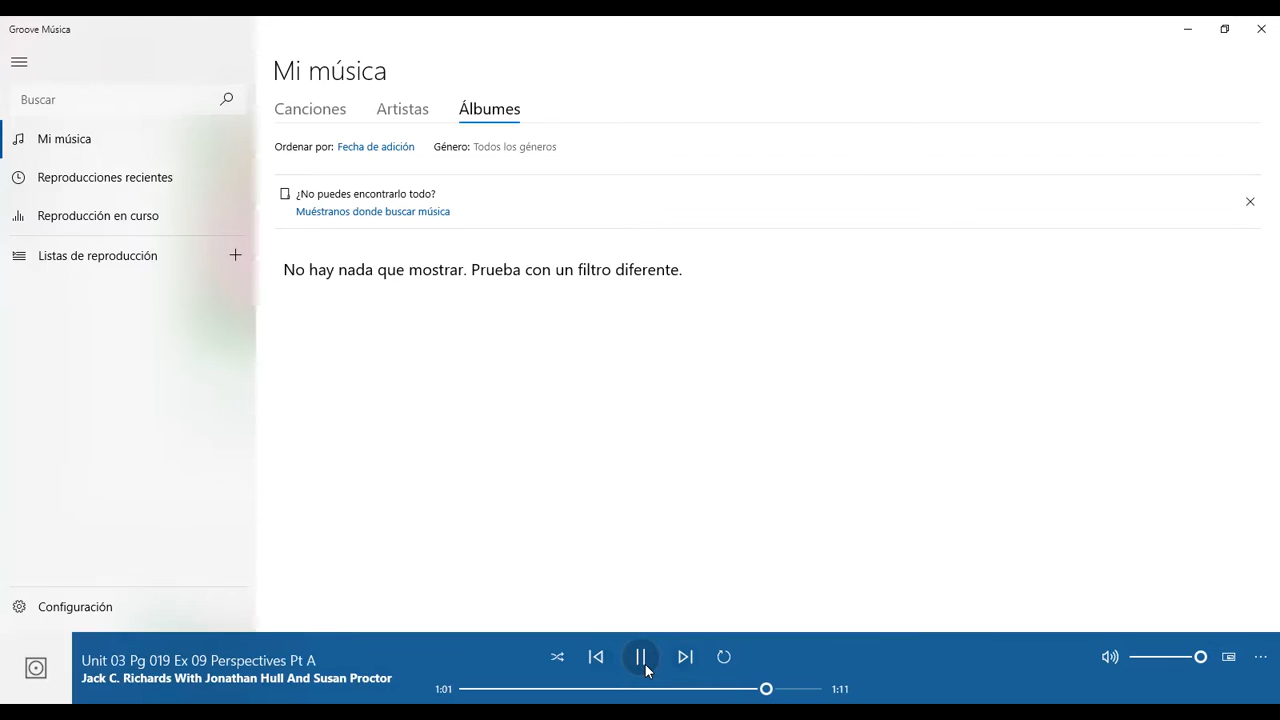 Groove Música
Buscar
Mi música
Reproducciones recientes
Reproducción en curso
Listas de reproducción
Configuración
Mi música
Canciones Artistas Álbumes
Ordenar por: Fecha de adición Género: Todos los géneros
¿No puedes encontrarlo todo?
Muéstranos donde buscar música
No hay nada que mostrar. Prueba con un filtro diferente.
Unit 03 Pg 019 Ex 09 Perspectives Pt A
Jack C. Richards With Jonathan Hull And Susan Proctor
1:01 1:11